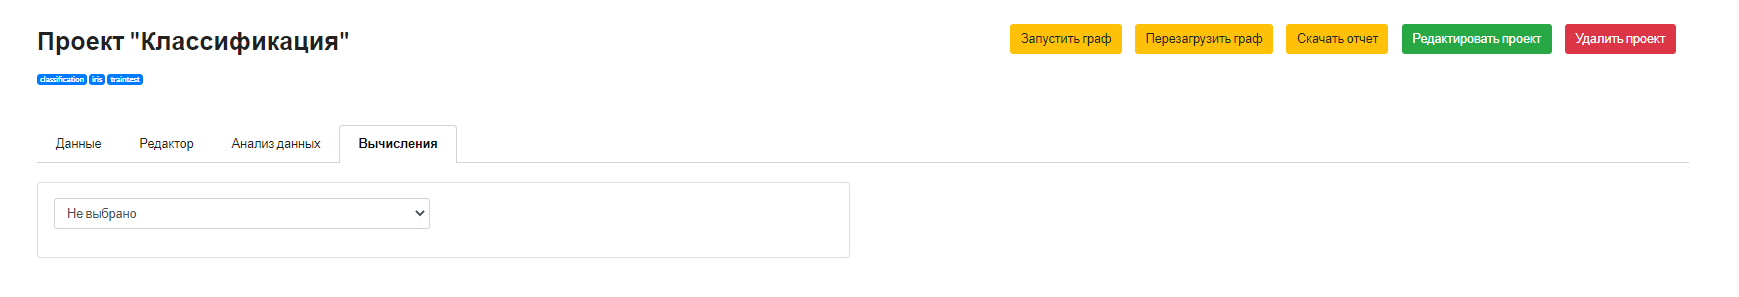 Проект "Классификация"
Запустить граф Перезагрузить граф Скачать отчет Редактировать проект Удалить проект
classification iris traintest
Данные Редактор Анализ данных Вычисления
Не выбрано